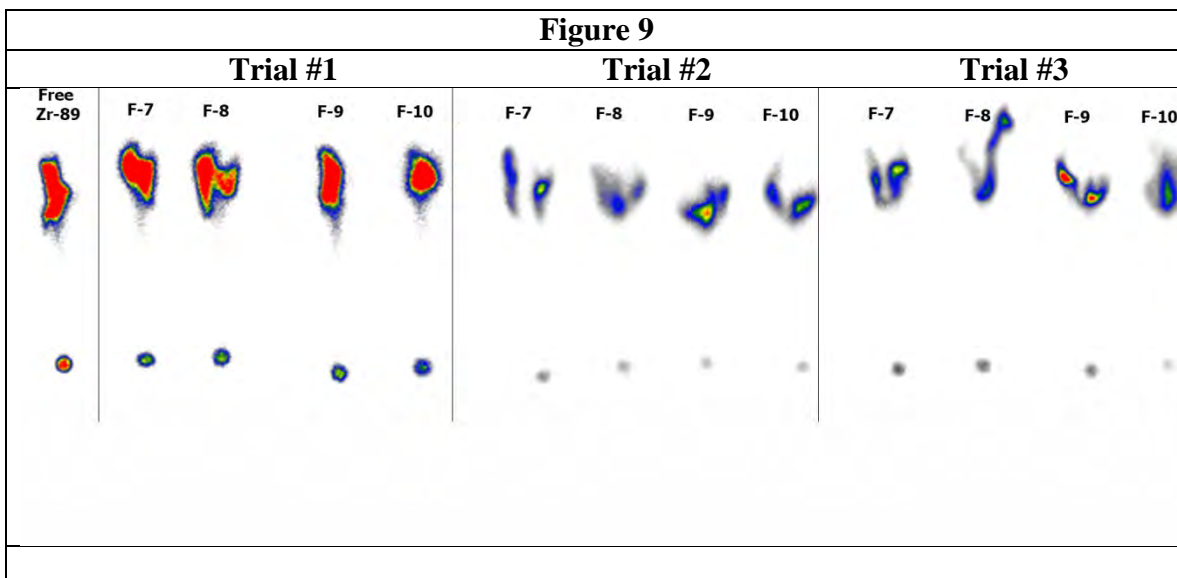 Figure 9
Trial #1 Trial #2 Trial #3
Free
Zr-89 F-7 F-8 F-9 F-10 F-7 F-8 F-9 F-10 F-7 F-8 F-9 F-10